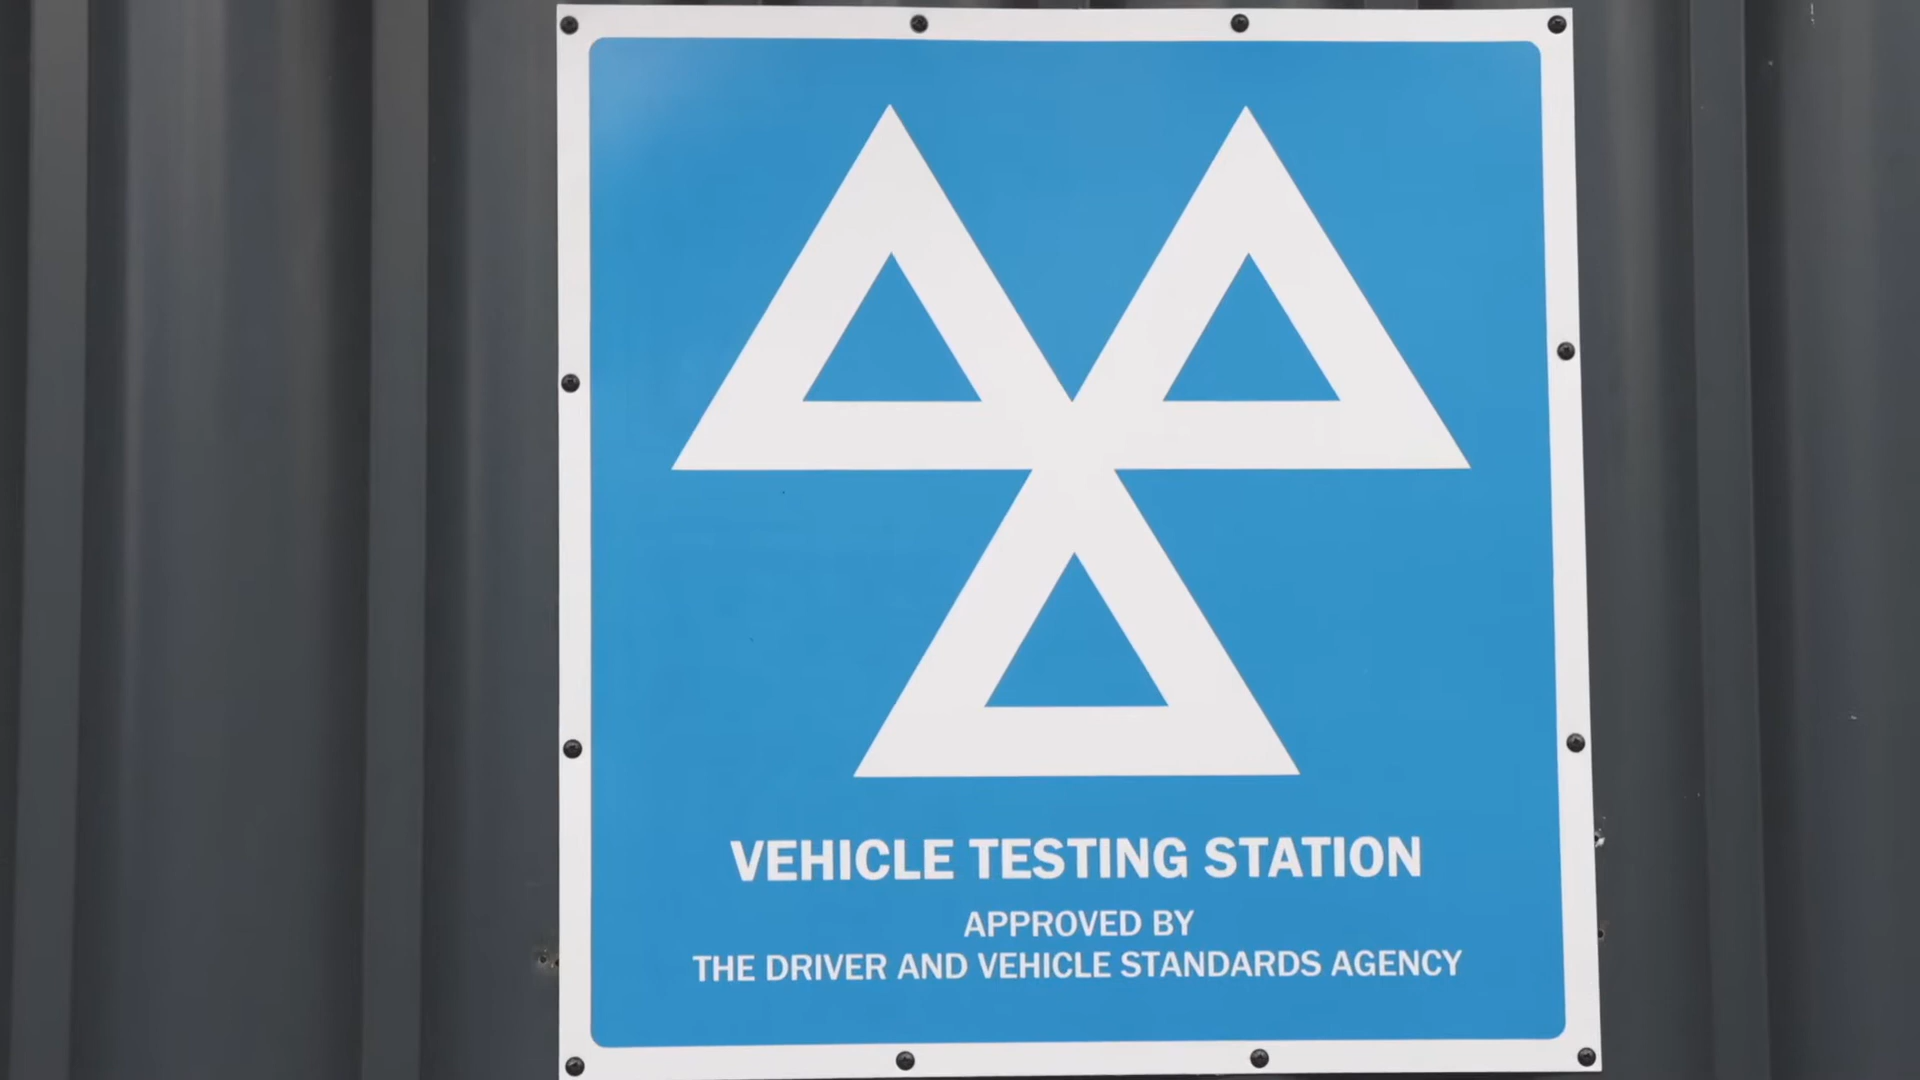 VEHICLE TESTING STATION
APPROVED BY
THE DRIVER AND VEHICLE STANDARDS AGENCY